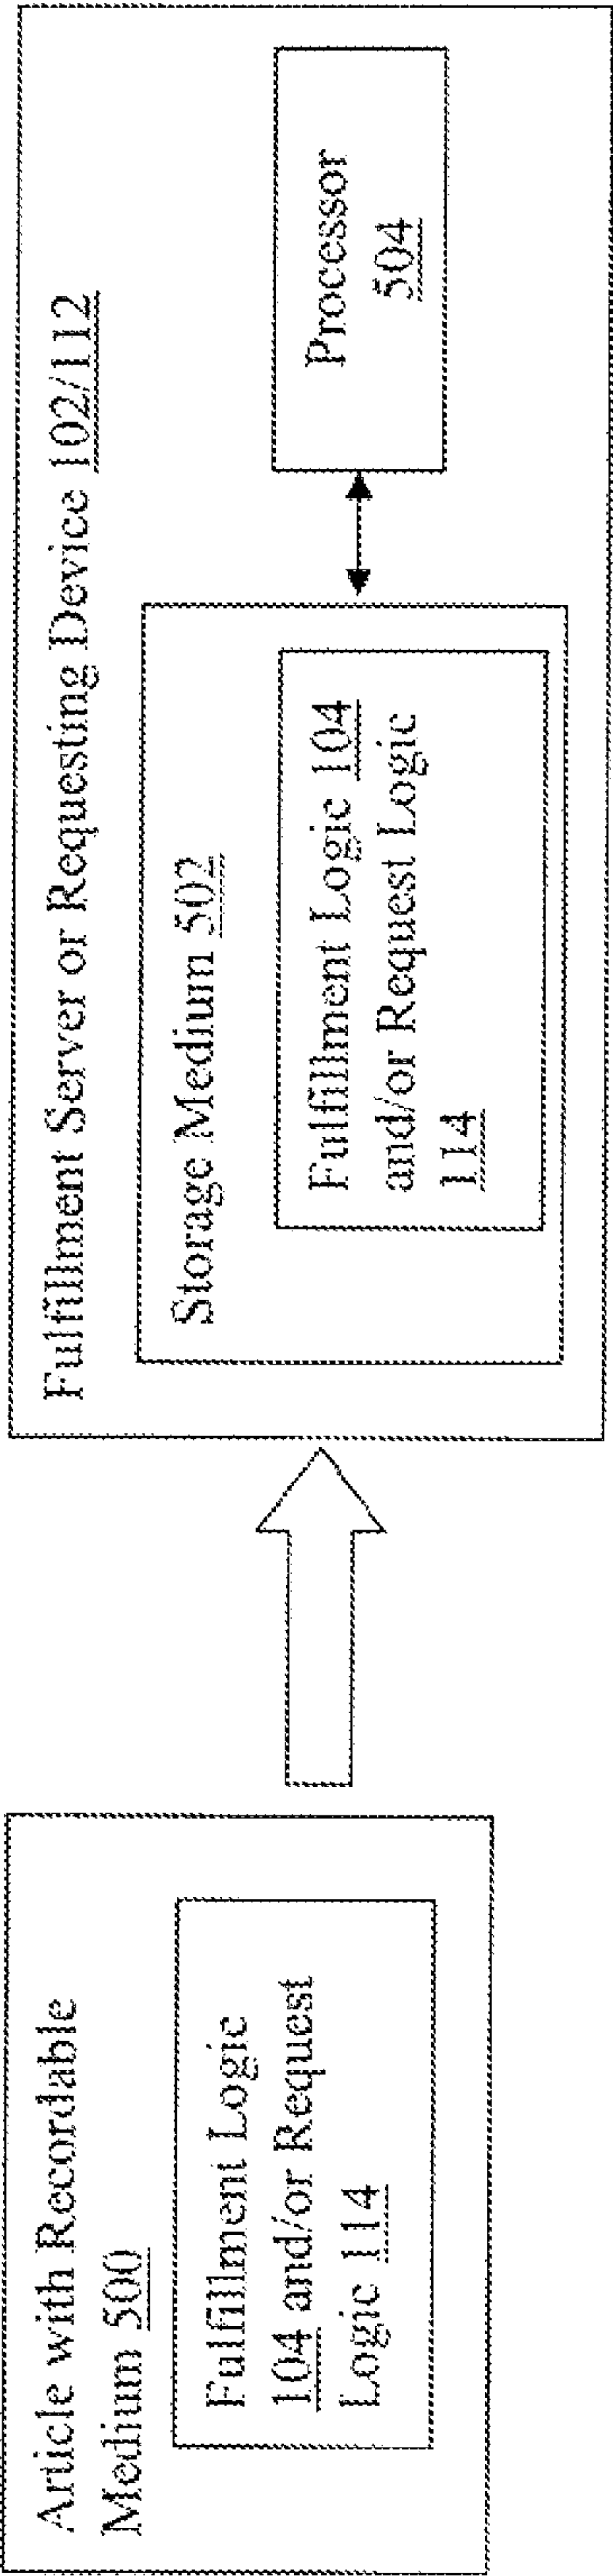 Article with Recordable
Medium 500
Fulfillment Logic
104 and/or Request
Logic 114
Fulfillment Server or Requesting Device 102/112
Storage Medium 502
Fulfillment Logic 104
and/or Request Logic
114
Processor
504